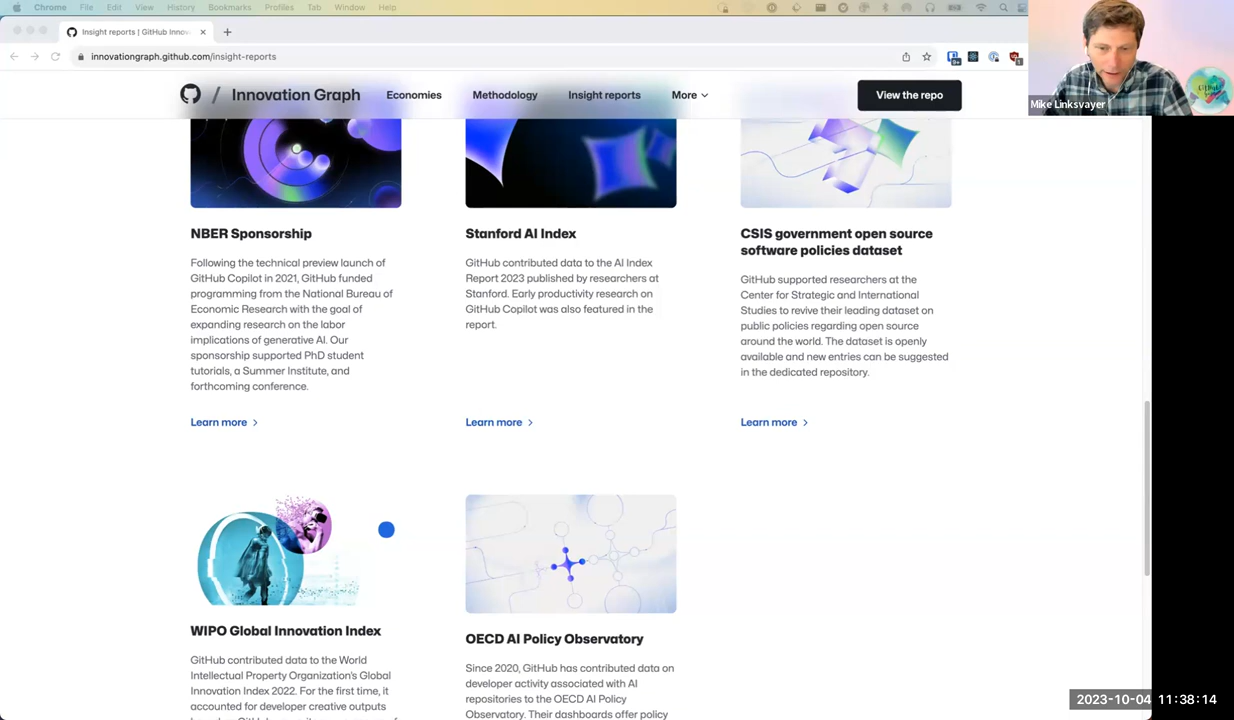 Chrome File Edit View History Bookmarks Profiles Tab Window Help
Insight reports | GitHub Innov
innovationgraph.github.com/insight-reports
9+
1
/ Innovation Graph Economies Methodology Insight reports More View the repo
Mike Linksvayer
NBER Sponsorship
Following the technical preview launch of
GitHub Copilot in 2021, GitHub funded
programming from the National Bureau of
Economic Research with the goal of
expanding research on the labor
implications of generative AI. Our
sponsorship supported PhD student
tutorials, a Summer Institute, and
forthcoming conference.
Learn more
Stanford AI Index
GitHub contributed data to the AI Index
Report 2023 published by researchers at
Stanford. Early productivity research on
GitHub Copilot was also featured in the
report.
Learn more
CSIS government open source
software policies dataset
GitHub supported researchers at the
Center for Strategic and International
Studies to revive their leading dataset on
public policies regarding open source
around the world. The dataset is openly
available and new entries can be suggested
in the dedicated repository.
Learn more
WIPO Global Innovation Index
GitHub contributed data to the World
Intellectual Property Organization's Global
Innovation Index 2022. For the first time, it
accounted for developer creative outputs
OECD AI Policy Observatory
Since 2020, GitHub has contributed data on
developer activity associated with AI
repositories to the OECD AI Policy
Observatory. Their dashboards offer policy
2023-10-04 11:38:14